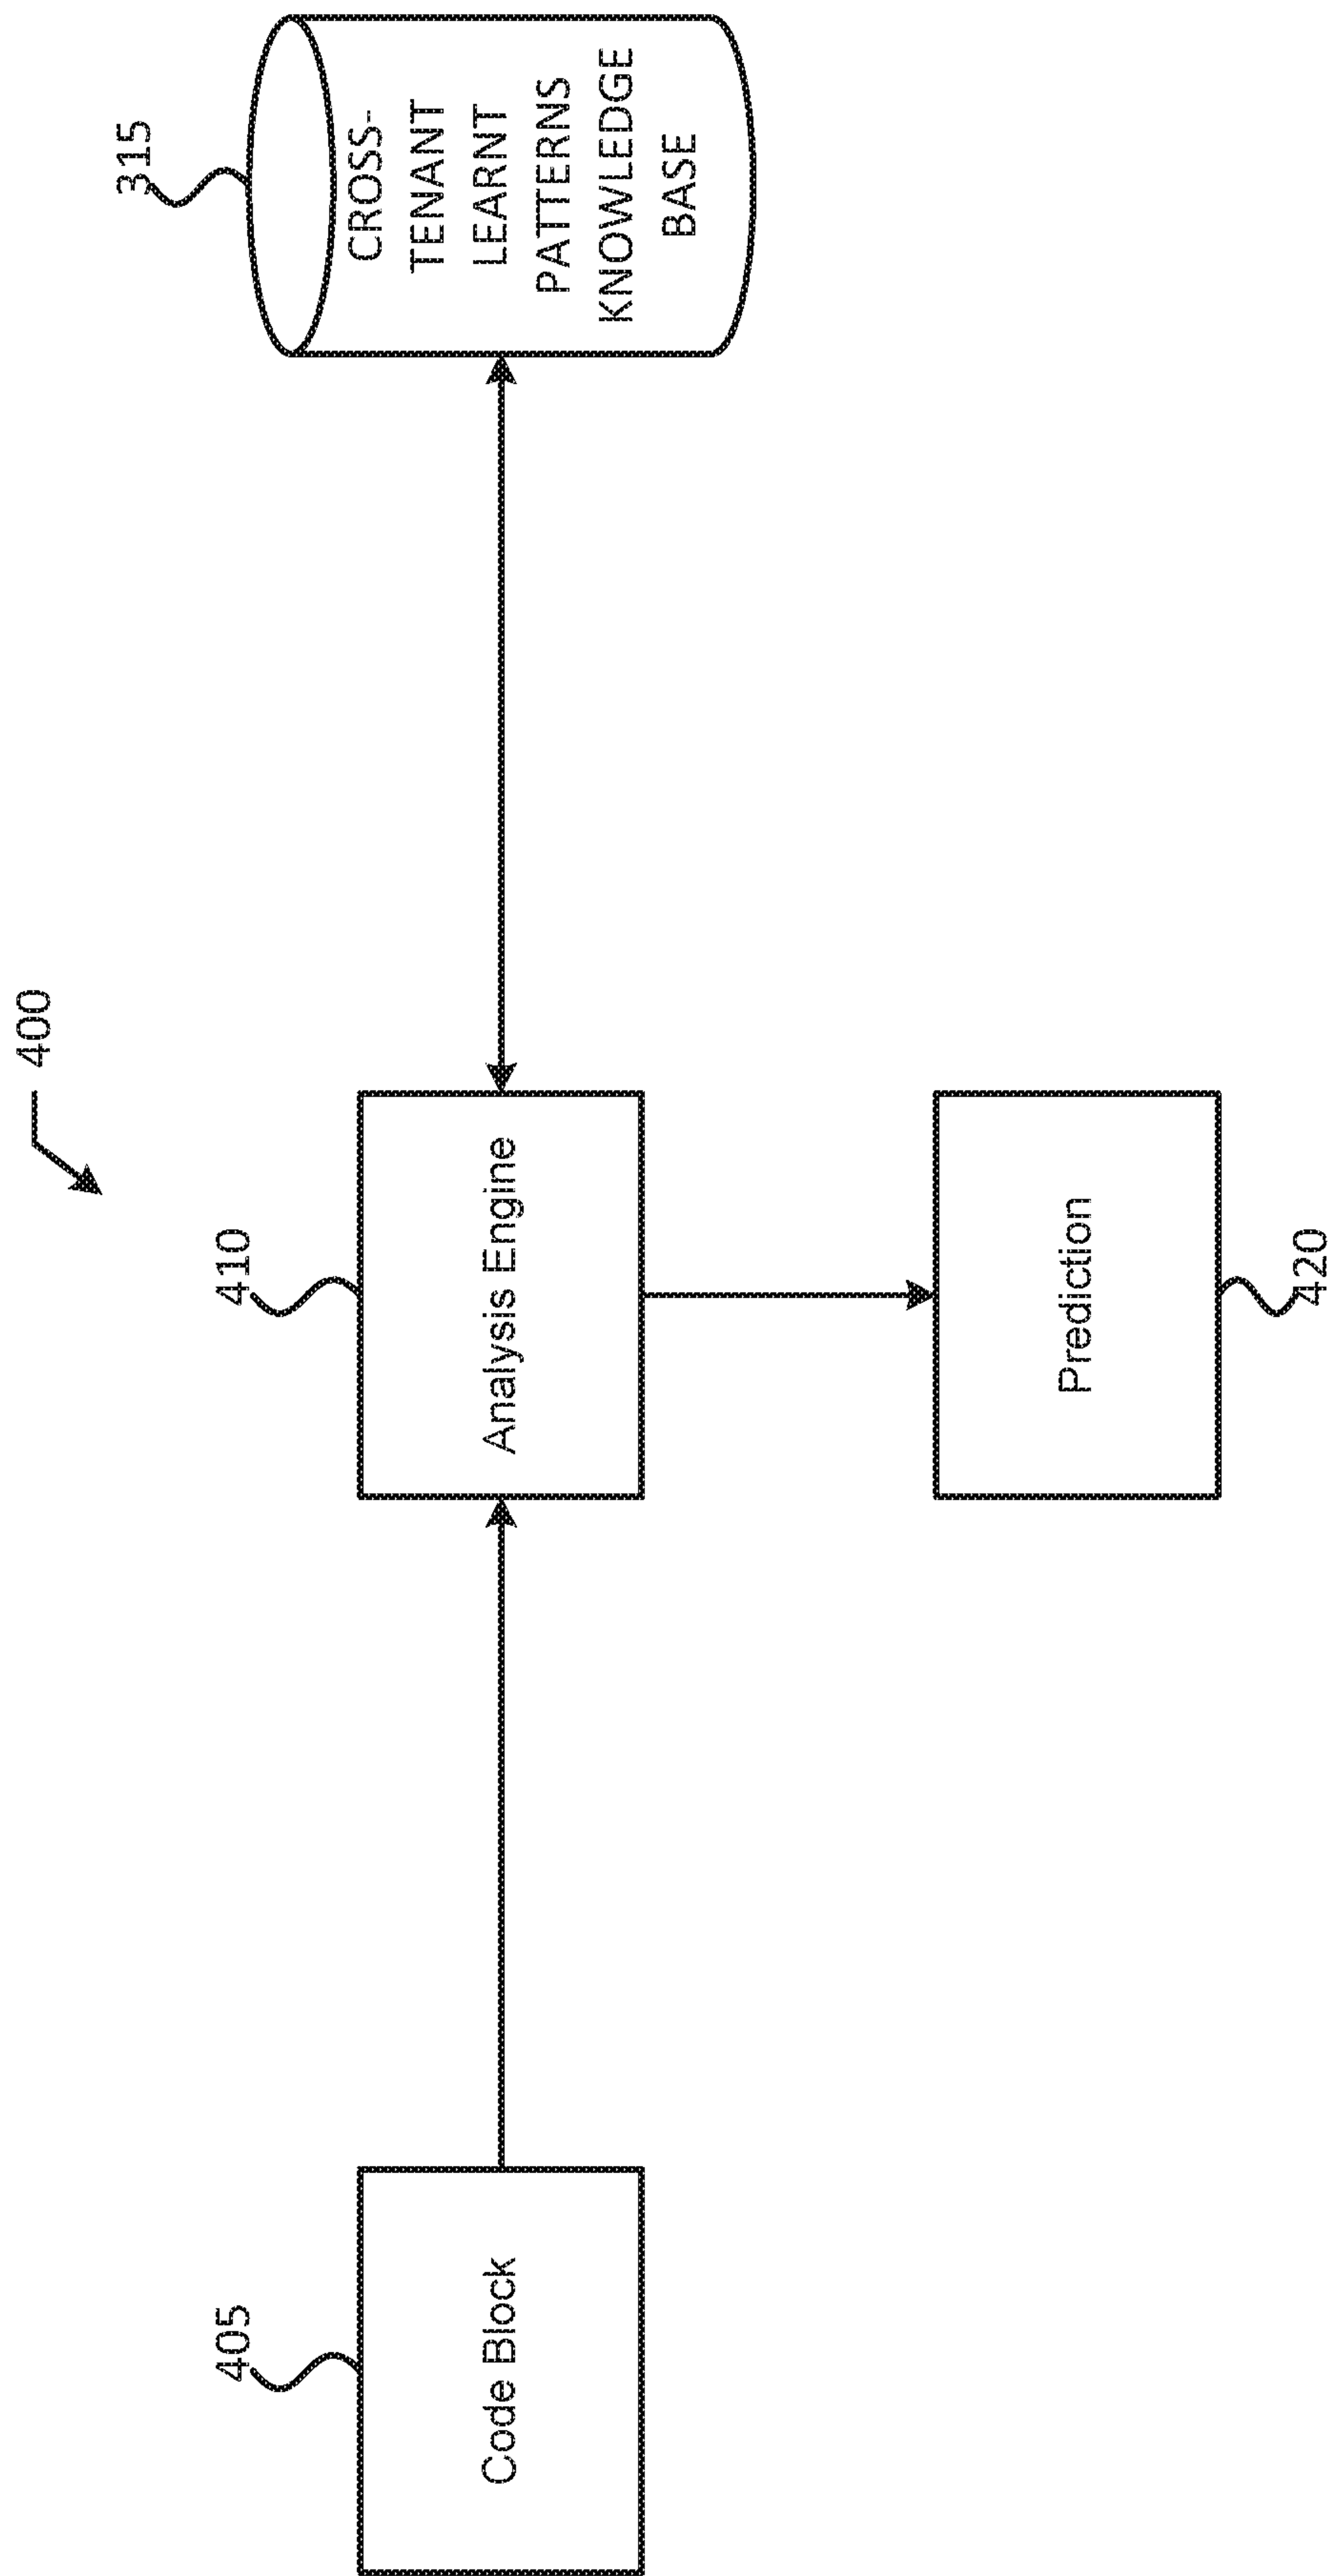 400
405
Code Block
410
Analysis Engine
315
CROSS-
TENANT
LEARNT
PATTERNS
KNOWLEDGE
BASE
Prediction
420